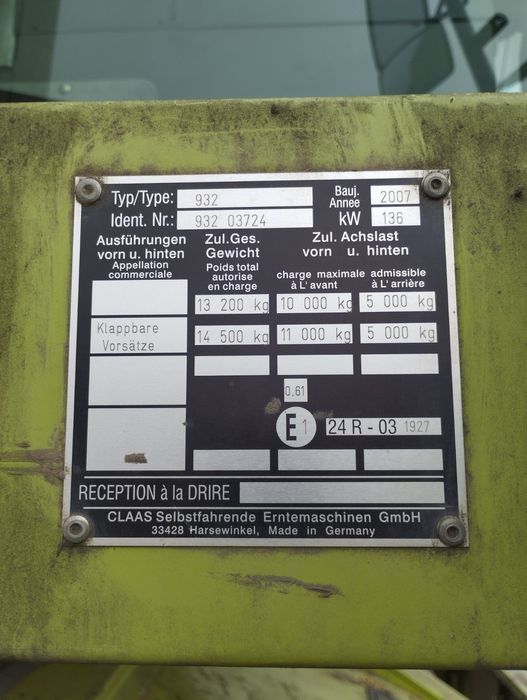 Typ/Type: 932 Bauj. Annee 2007
Ident. Nr.: 932 03724 kW 136
Ausführungen vorn u. hinten
Appellation commerciale
Zul.Ges. Gewicht
Poids total autorise en charge
Zul. Achslast vorn u. hinten
charge maximale admissible
à L' avant à L' arrière
13 200 kg 10 000 kg 5 000 kg
Klappbare Vorsätze 14 500 kg 11 000 kg 5 000 kg
0.61
E1 24 R - 03 1927
RECEPTION à la DRIRE
CLAAS Selbstfahrende Erntemaschinen GmbH
33428 Harsewinkel, Made in Germany